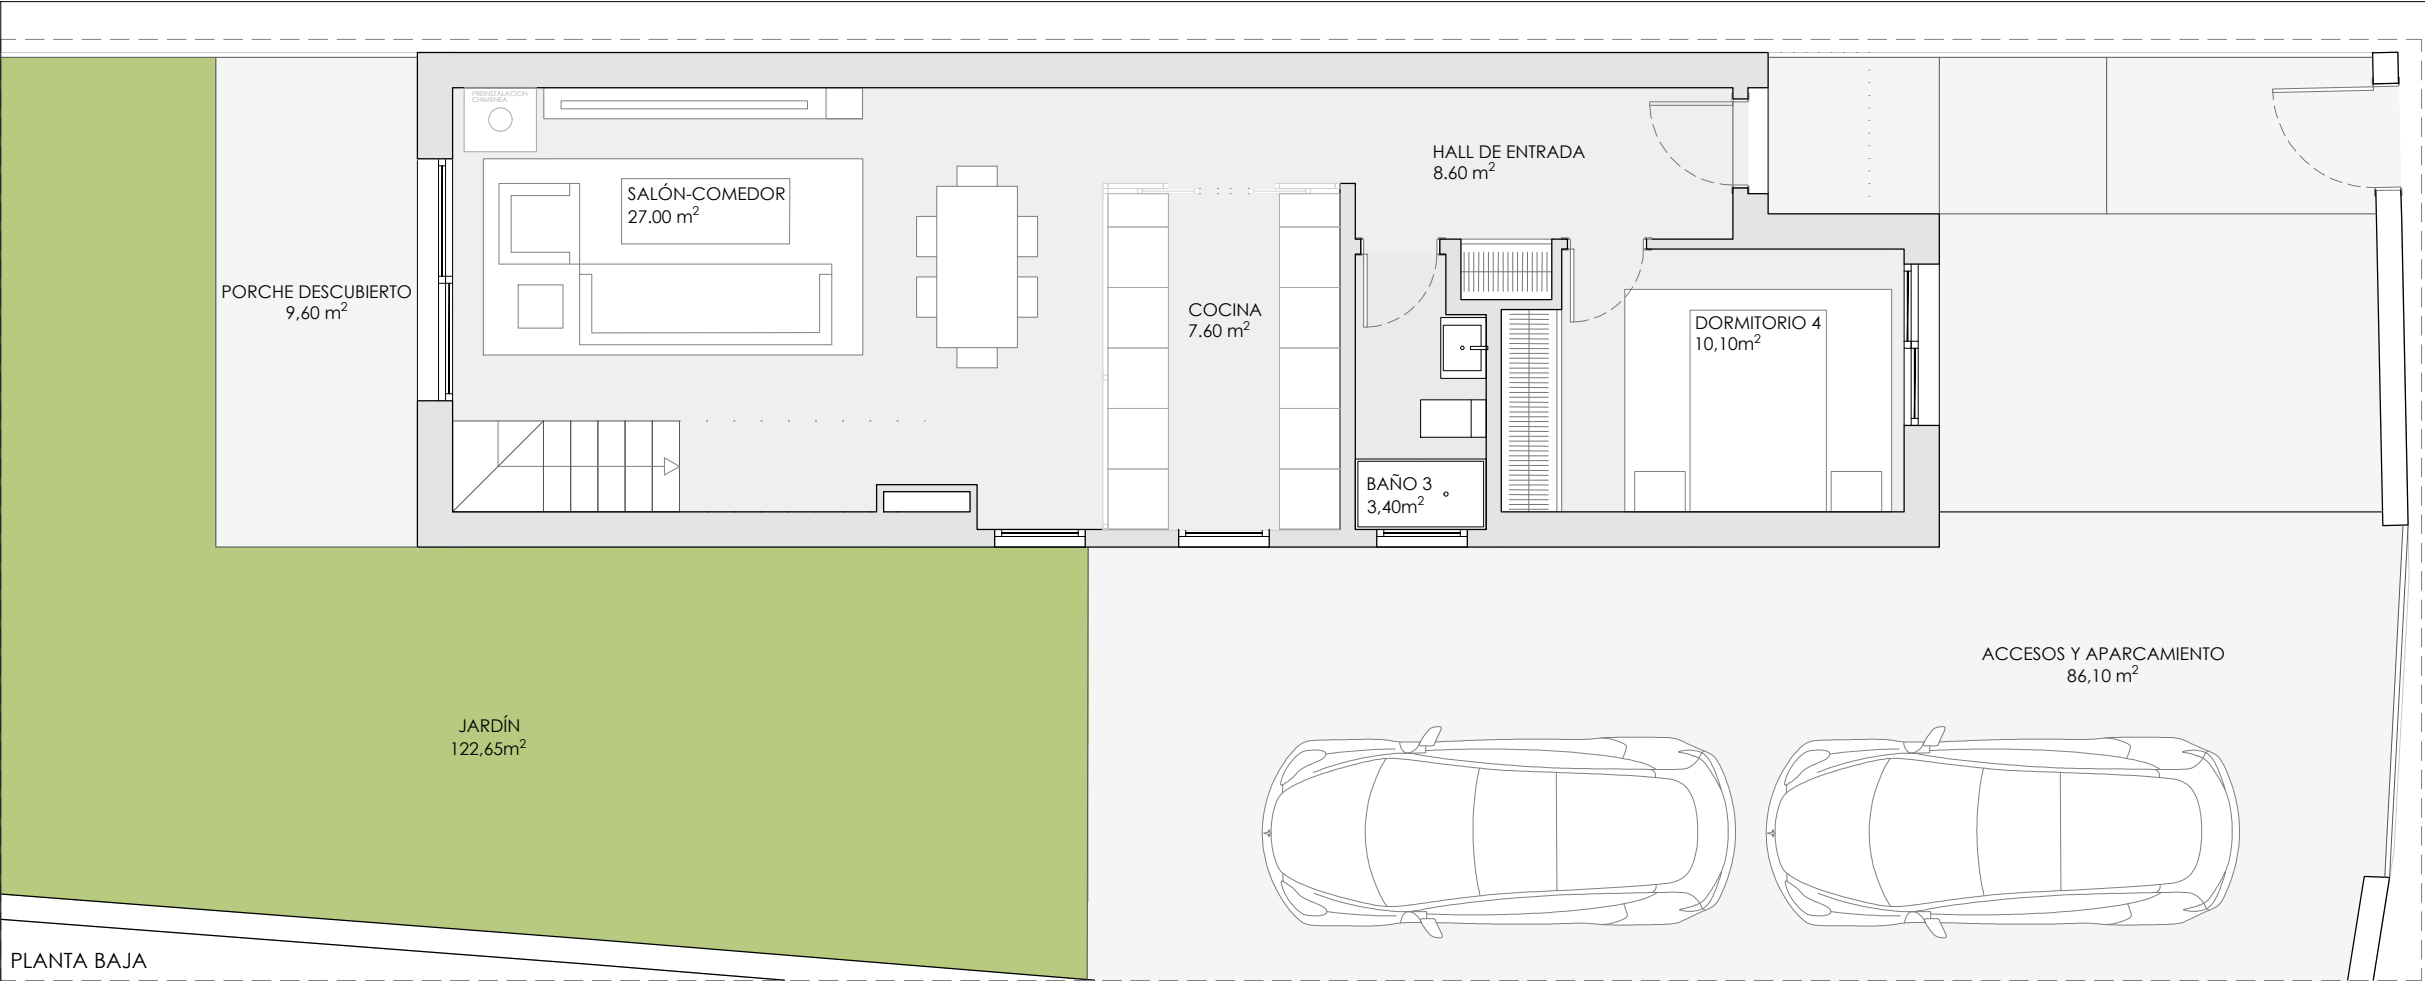 PREINSTALACION
CHIMENEA
HALL DE ENTRADA
8.60 m²
SALÓN-COMEDOR
27.00 m²
PORCHE DESCUBIERTO
9,60 m²
COCINA
7.60 m²
DORMITORIO 4
10,10m²
BAÑO 3
3,40m²
ACCESOS Y APARCAMIENTO
86,10 m²
JARDÍN
122,65m²
PLANTA BAJA